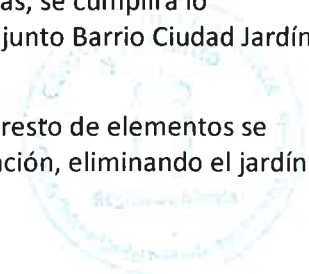 as, se cumplirá lo
junto Barrio Ciudad Jardín
resto de elementos se
ación, eliminando el jardín